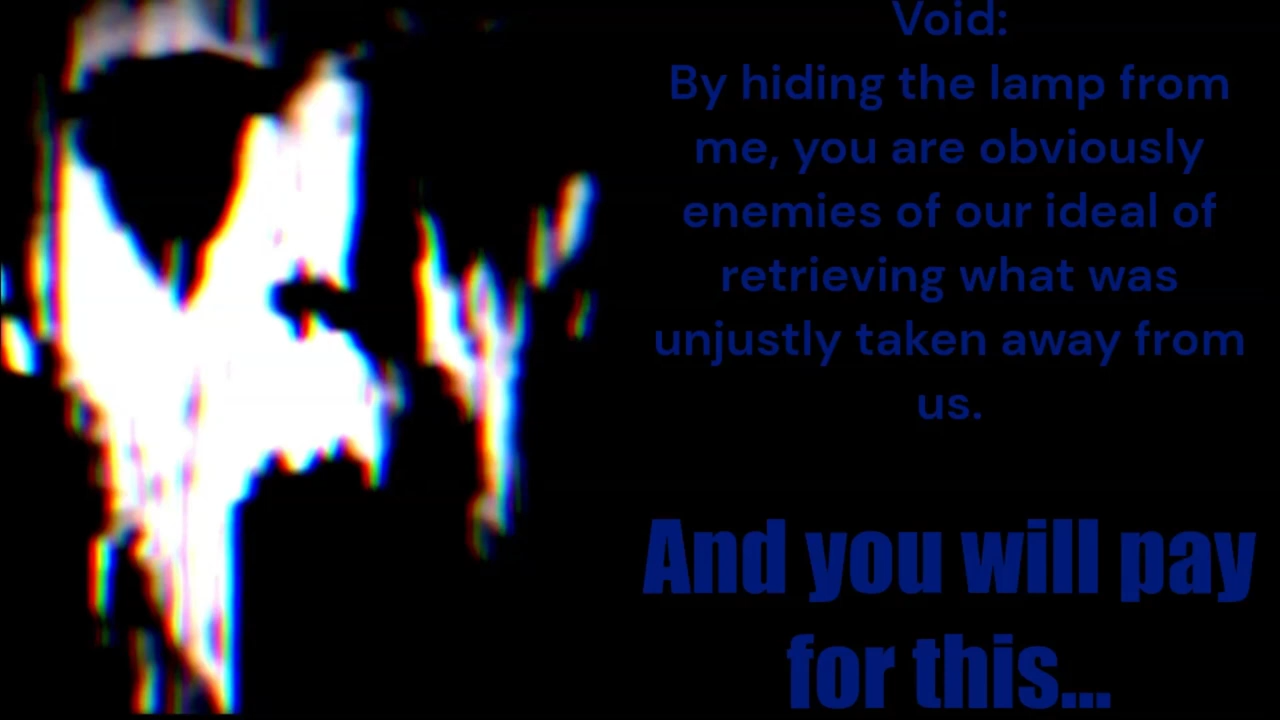 Void:
By hiding the lamp from
me, you are obviously
enemies of our ideal of
retrieving what was
unjustly taken away from
us.
And you will pay
for this...